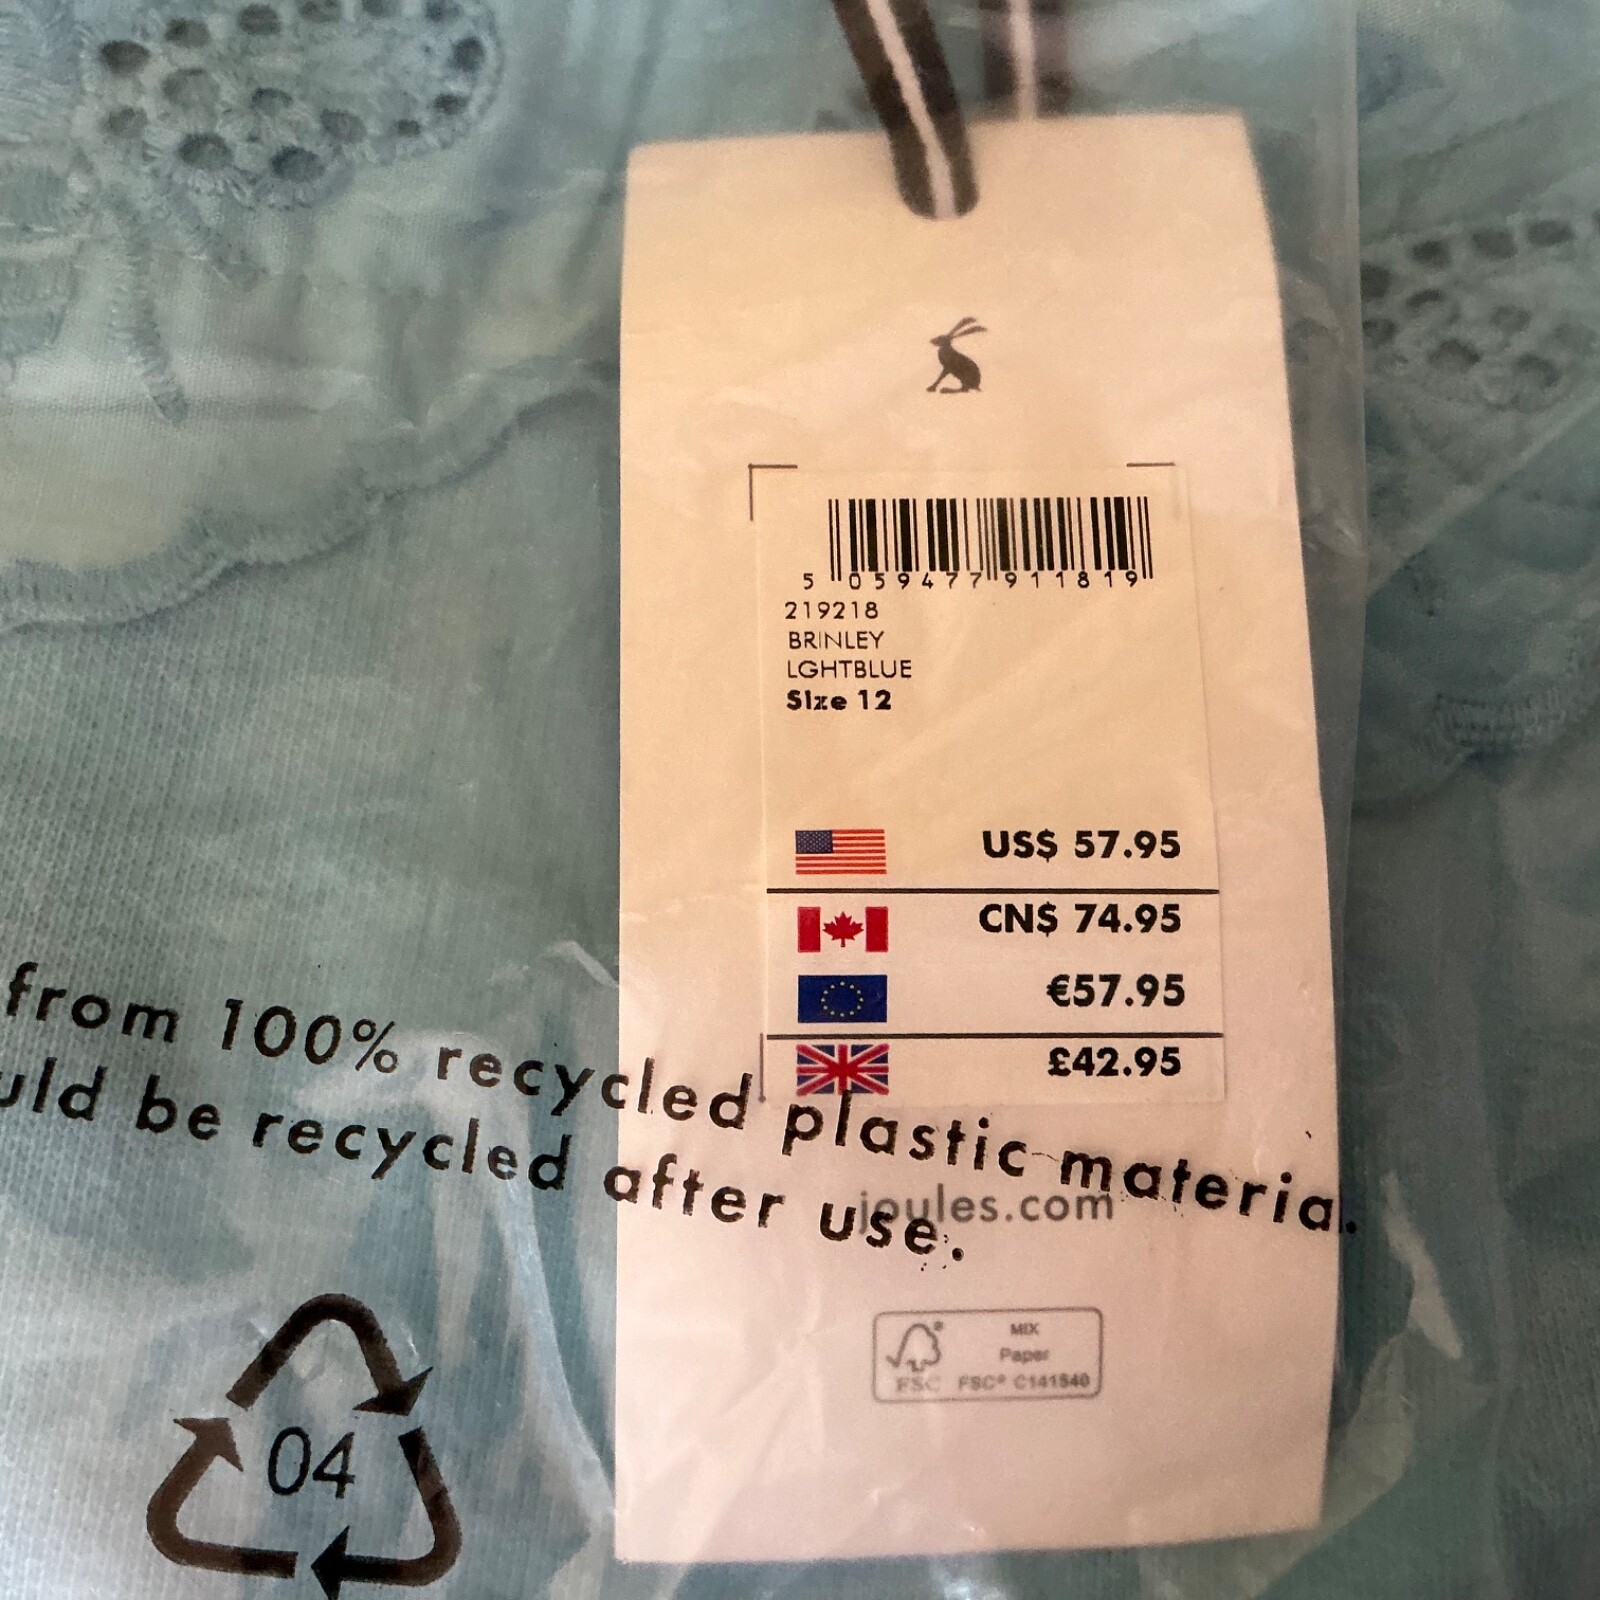 5 059477 911819
219218
BRINLEY
LGHTBLUE
Size 12
US$ 57.95
CN$ 74.95
€57.95
£42.95
from 100% recycled plastic material.
uld be recycled after use.
joules.com
MIX
Paper
FSC FSC® C141540
04